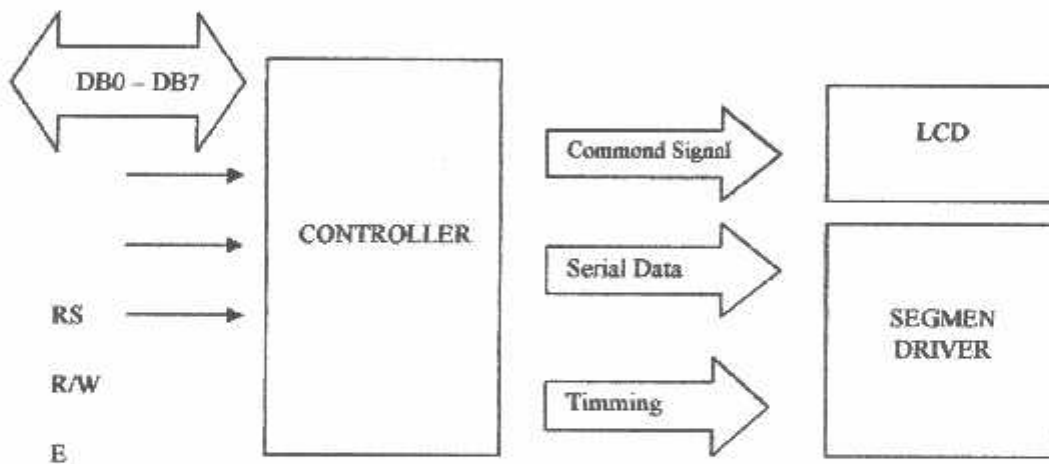 DB0 – DB7
RS
R/W
E
CONTROLLER
Commond Signal
Serial Data
Timming
LCD
SEGMEN
DRIVER